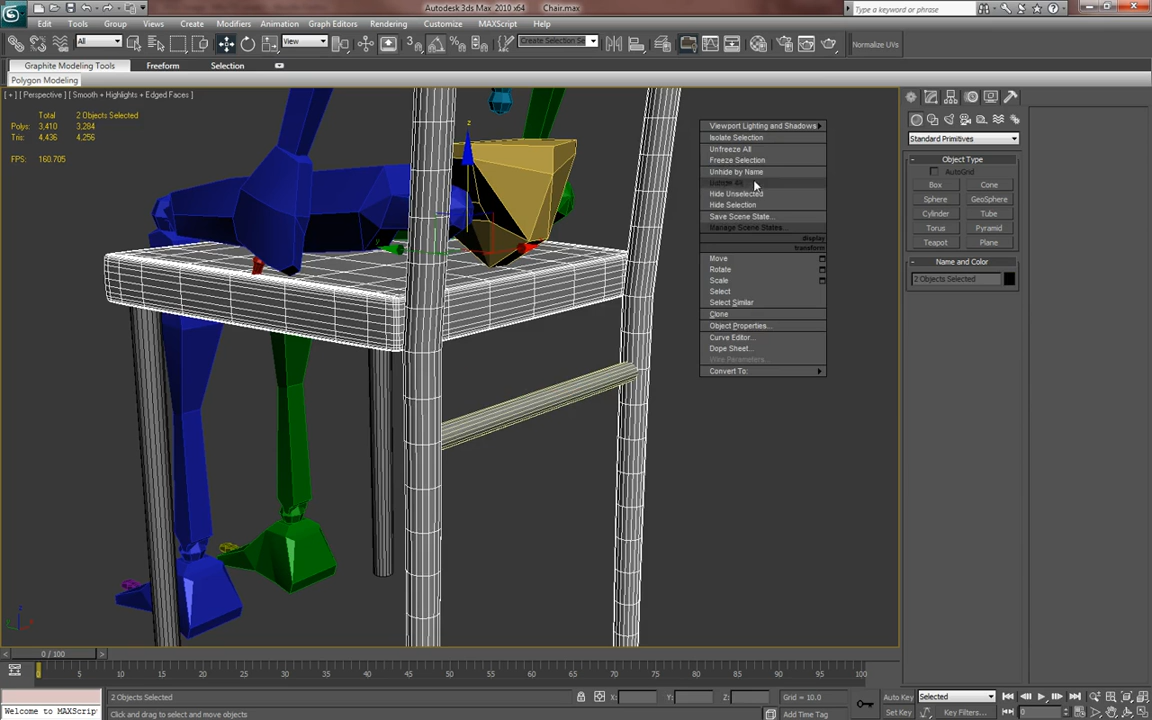 Autodesk 3ds Max 2010 x64 Chair.max
Type a keyword or phrase
Edit Tools Group Views Create Modifiers Animation Graph Editors Rendering Customize MAXScript Help
All View Create Selection Se Normalize UVs
Graphite Modeling Tools Freeform Selection
Polygon Modeling
[ + ] [ Perspective ] [ Smooth + Highlights + Edged Faces ]
Total 2 Objects Selected
Polys: 3,410 3,284
Tris: 4,436 4,256
FPS: 160.705
z
Viewport Lighting and Shadows
Isolate Selection
Unfreeze All
Freeze Selection
Unhide by Name
Hide Unselected
Hide Selection
Save Scene State...
Manage Scene States...
display
transform
Move
Rotate
Scale
Select
Select Similar
Clone
Object Properties...
Curve Editor...
Dope Sheet...
Wire Parameters...
Convert To:
Standard Primitives
Object Type
AutoGrid
Box Cone
Sphere GeoSphere
Cylinder Tube
Torus Pyramid
Teapot Plane
Name and Color
2 Objects Selected
0 / 100
0 5 10 15 20 25 30 35 40 45 50 55 60 65 70 75 80 85 90 95 100
2 Objects Selected X: Y: Z: Grid = 10.0 Auto Key Selected
Welcome to MAXScrip Click and drag to select and move objects Add Time Tag Set Key Key Filters... 0